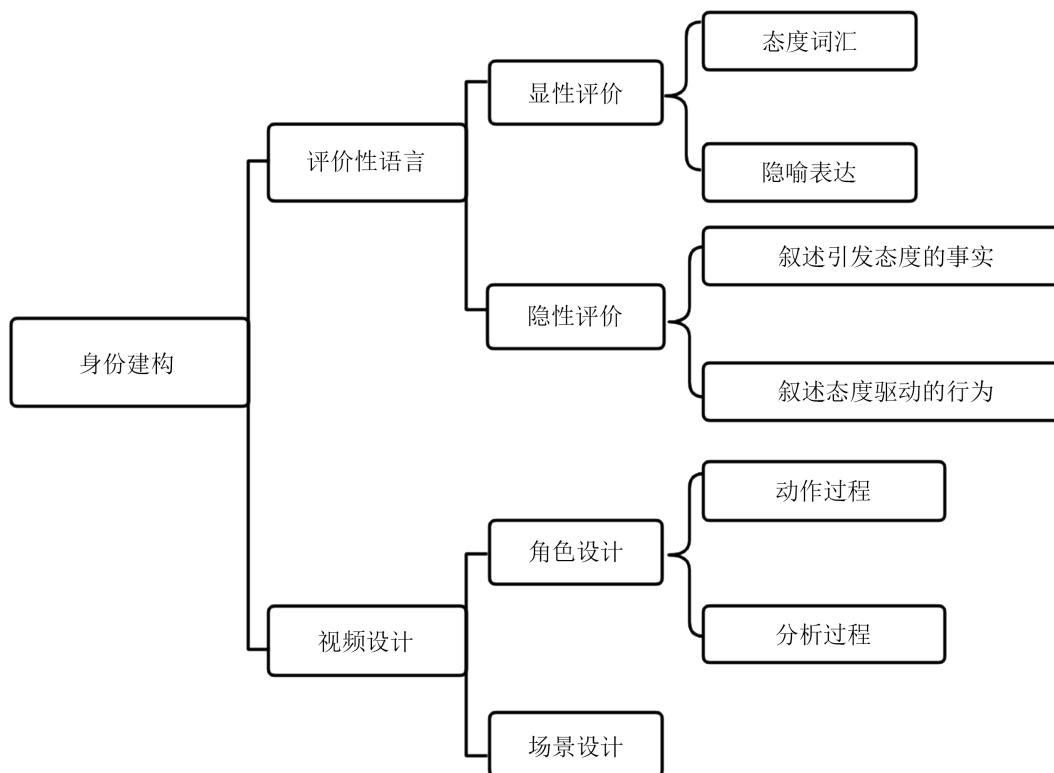 身份建构
评价性语言
显性评价
态度词汇
隐喻表达
隐性评价
叙述引发态度的事实
叙述态度驱动的行为
视频设计
角色设计
动作过程
分析过程
场景设计